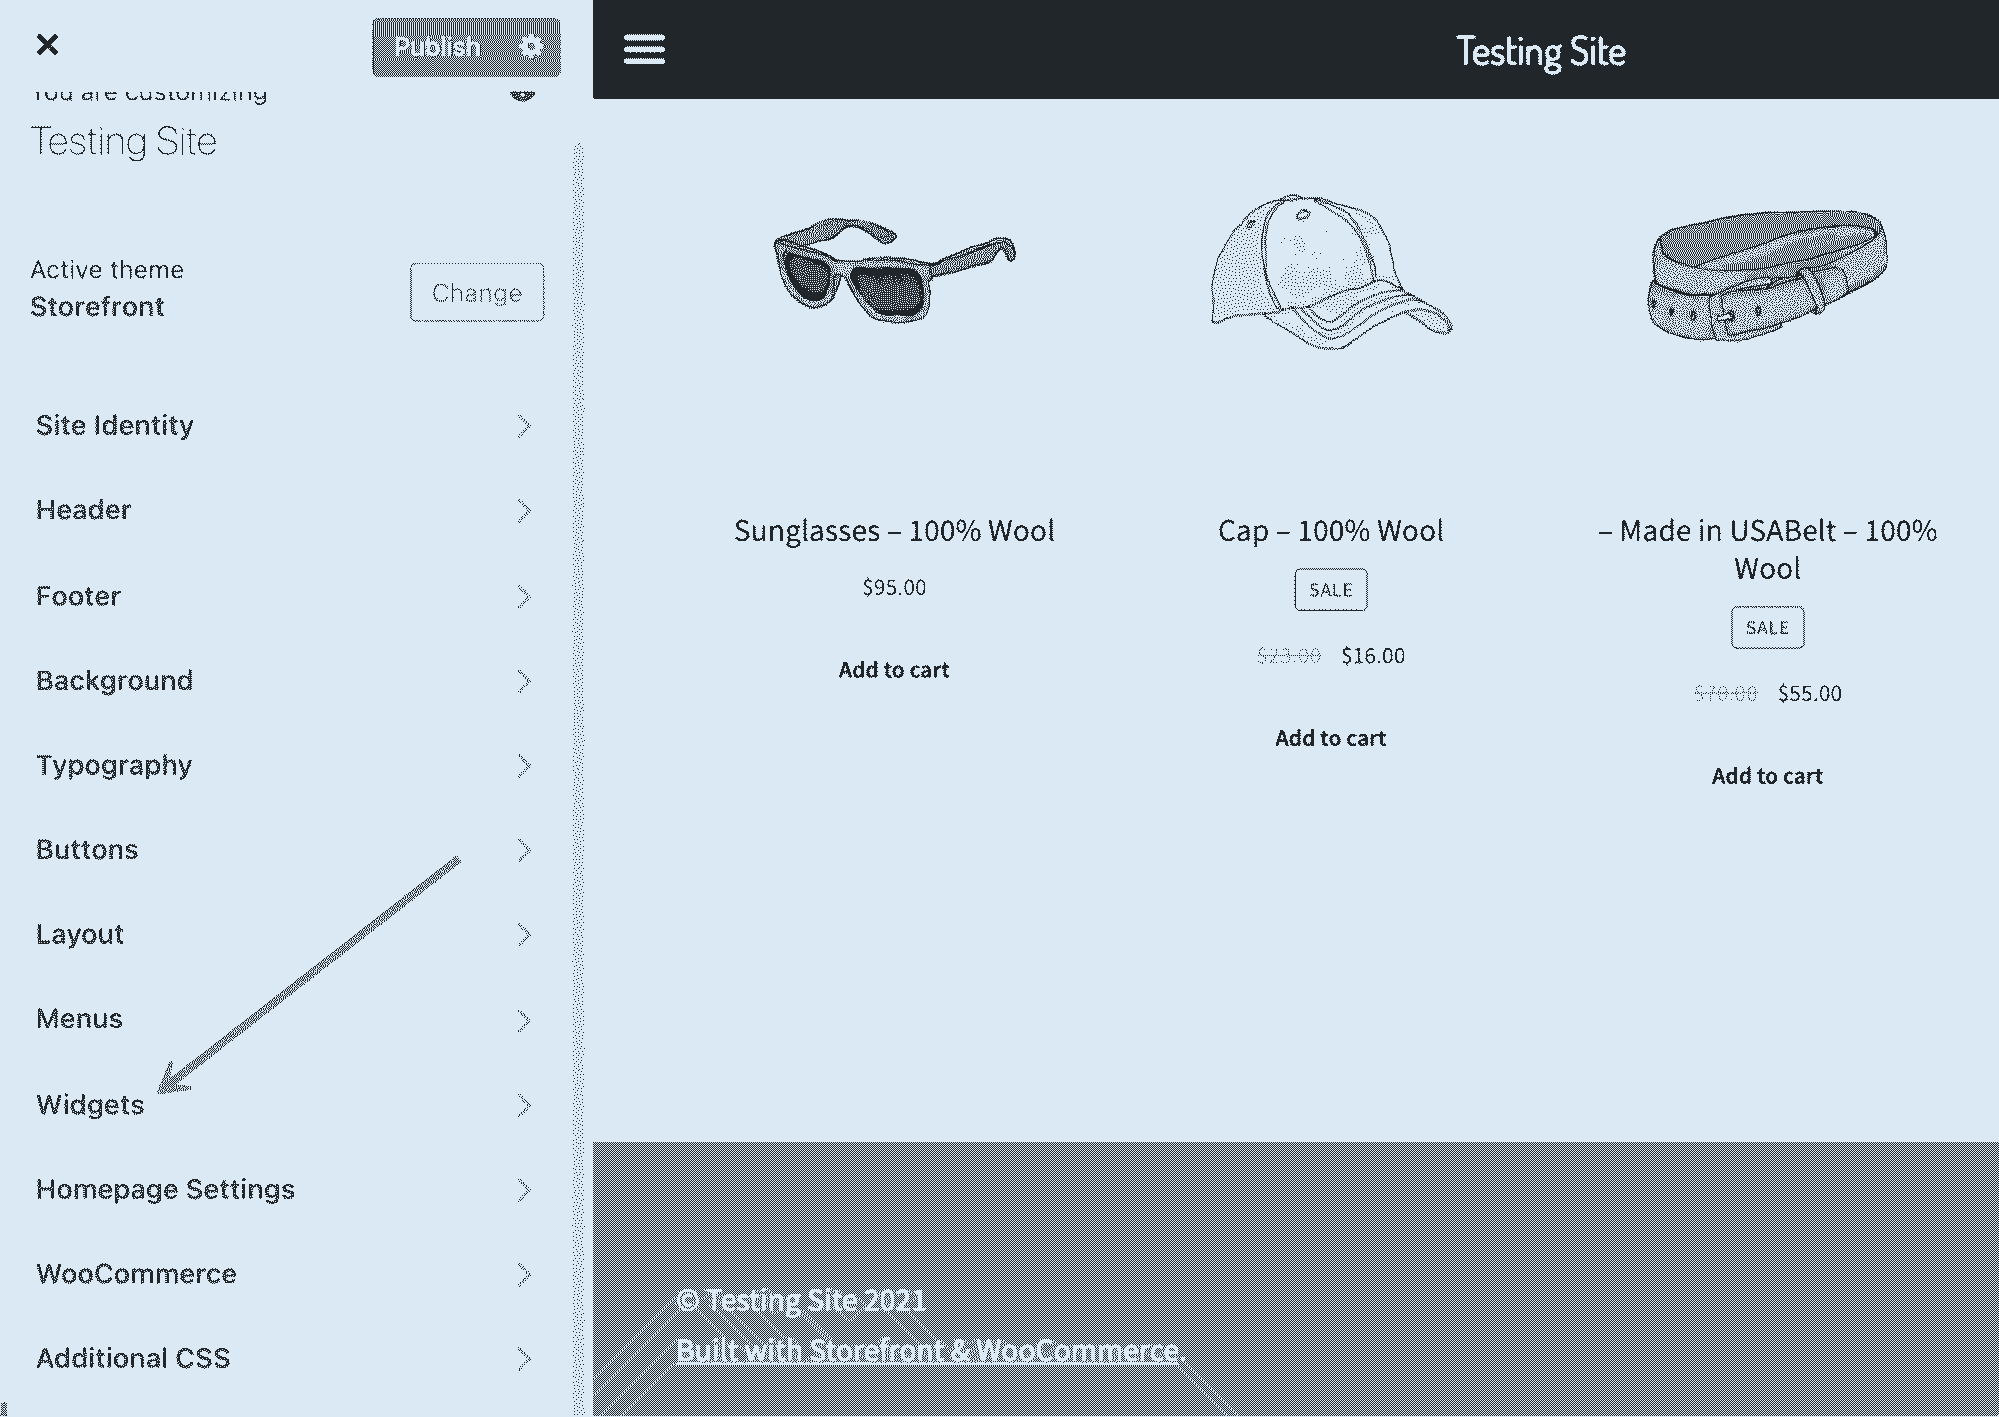 Publish
You are customizing
Testing Site
Active theme
Storefront
Change
Site Identity
Header
Footer
Background
Typography
Buttons
Layout
Menus
Widgets
Homepage Settings
WooCommerce
Additional CSS
Testing Site
Sunglasses – 100% Wool
$95.00
Add to cart
Cap – 100% Wool
SALE
$23.00 $16.00
Add to cart
– Made in USABelt – 100%
Wool
SALE
$70.00 $55.00
Add to cart
© Testing Site 2021
Built with Storefront & WooCommerce